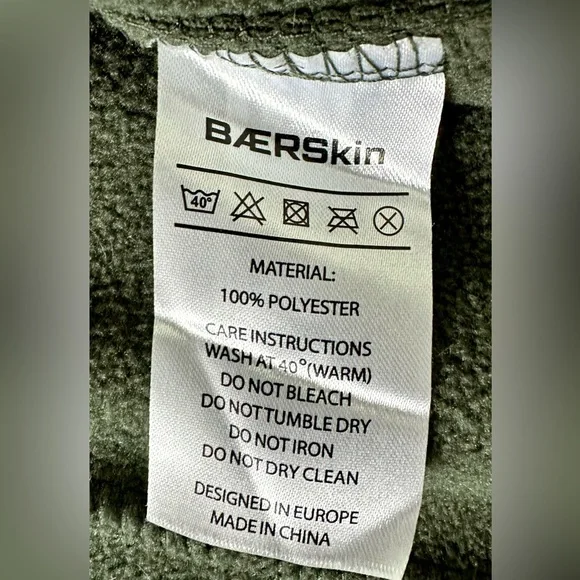 BÆRSkin
40°
MATERIAL:
100% POLYESTER
CARE INSTRUCTIONS
WASH AT 40°(WARM)
DO NOT BLEACH
DO NOT TUMBLE DRY
DO NOT IRON
DO NOT DRY CLEAN
DESIGNED IN EUROPE
MADE IN CHINA